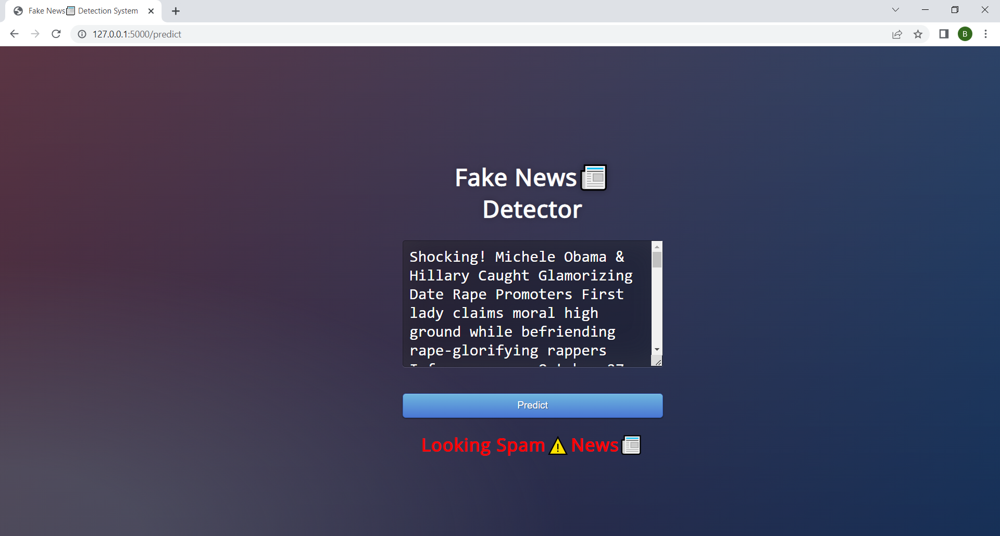 Fake News📰 Detection System
127.0.0.1:5000/predict
B
Fake News📰
Detector
Shocking! Michele Obama &
Hillary Caught Glamorizing
Date Rape Promoters First
lady claims moral high
ground while befriending
rape-glorifying rappers
Predict
Looking Spam⚠News📰